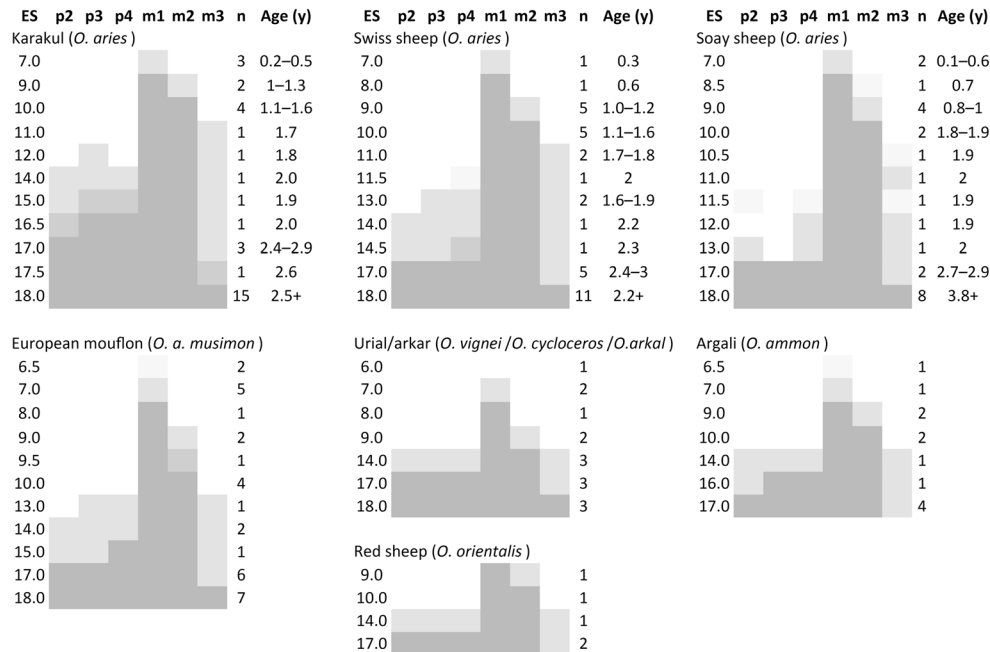 ES p2 p3 p4 m1 m2 m3 n Age (y)
Karakul (O. aries)
7.0 3 0.2–0.5
9.0 2 1–1.3
10.0 4 1.1–1.6
11.0 1 1.7
12.0 1 1.8
14.0 1 2.0
15.0 1 1.9
16.5 1 2.0
17.0 3 2.4–2.9
17.5 1 2.6
18.0 15 2.5+
ES p2 p3 p4 m1 m2 m3 n Age (y)
Swiss sheep (O. aries)
7.0 1 0.3
8.0 1 0.6
9.0 5 1.0–1.2
10.0 5 1.1–1.6
11.0 2 1.7–1.8
11.5 1 2
13.0 2 1.6–1.9
14.0 1 2.2
14.5 1 2.3
17.0 5 2.4–3
18.0 11 2.2+
ES p2 p3 p4 m1 m2 m3 n Age (y)
Soay sheep (O. aries)
7.0 2 0.1–0.6
8.5 1 0.7
9.0 4 0.8–1
10.0 2 1.8–1.9
10.5 1 1.9
11.0 1 2
11.5 1 1.9
12.0 1 1.9
13.0 1 2
17.0 2 2.7–2.9
18.0 8 3.8+
European mouflon (O. a. musimon)
6.5 2
7.0 5
8.0 1
9.0 2
9.5 1
10.0 4
13.0 1
14.0 2
15.0 1
17.0 6
18.0 7
Urial/arkar (O. vignei /O. cycloceros /O.arkal)
6.0 1
7.0 2
8.0 1
9.0 2
14.0 3
17.0 3
18.0 3
Argali (O. ammon)
6.5 1
7.0 1
9.0 2
10.0 2
14.0 1
16.0 1
17.0 4
Red sheep (O. orientalis)
9.0 1
10.0 1
14.0 1
17.0 2